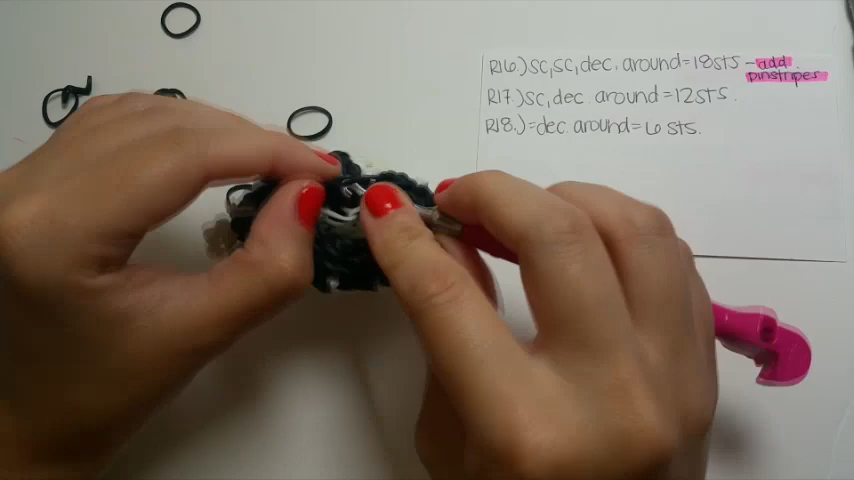 R16.) sc, sc, dec. around = 18 sts - add pinstripes
R17.) sc, dec. around = 12 sts.
R18.) = dec. around = 6 sts.